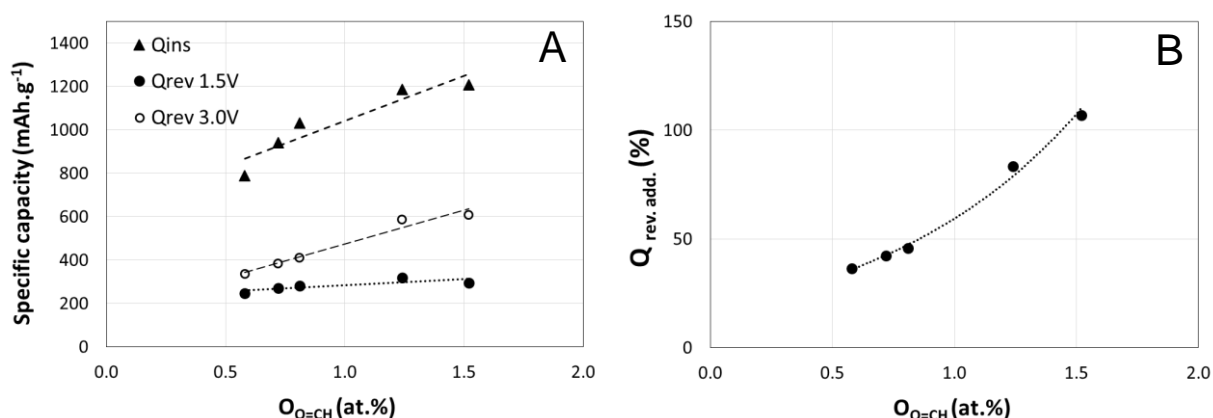 A
Specific capacity (mAh.g-1)
1400
1200
1000
800
600
400
200
0
Qins
Qrev 1.5V
Qrev 3.0V
0.0 0.5 1.0 1.5 2.0
OO=CH (at.%)
B
Q rev. add. (%)
150
100
50
0
0.0 0.5 1.0 1.5 2.0
OO=CH (at.%)